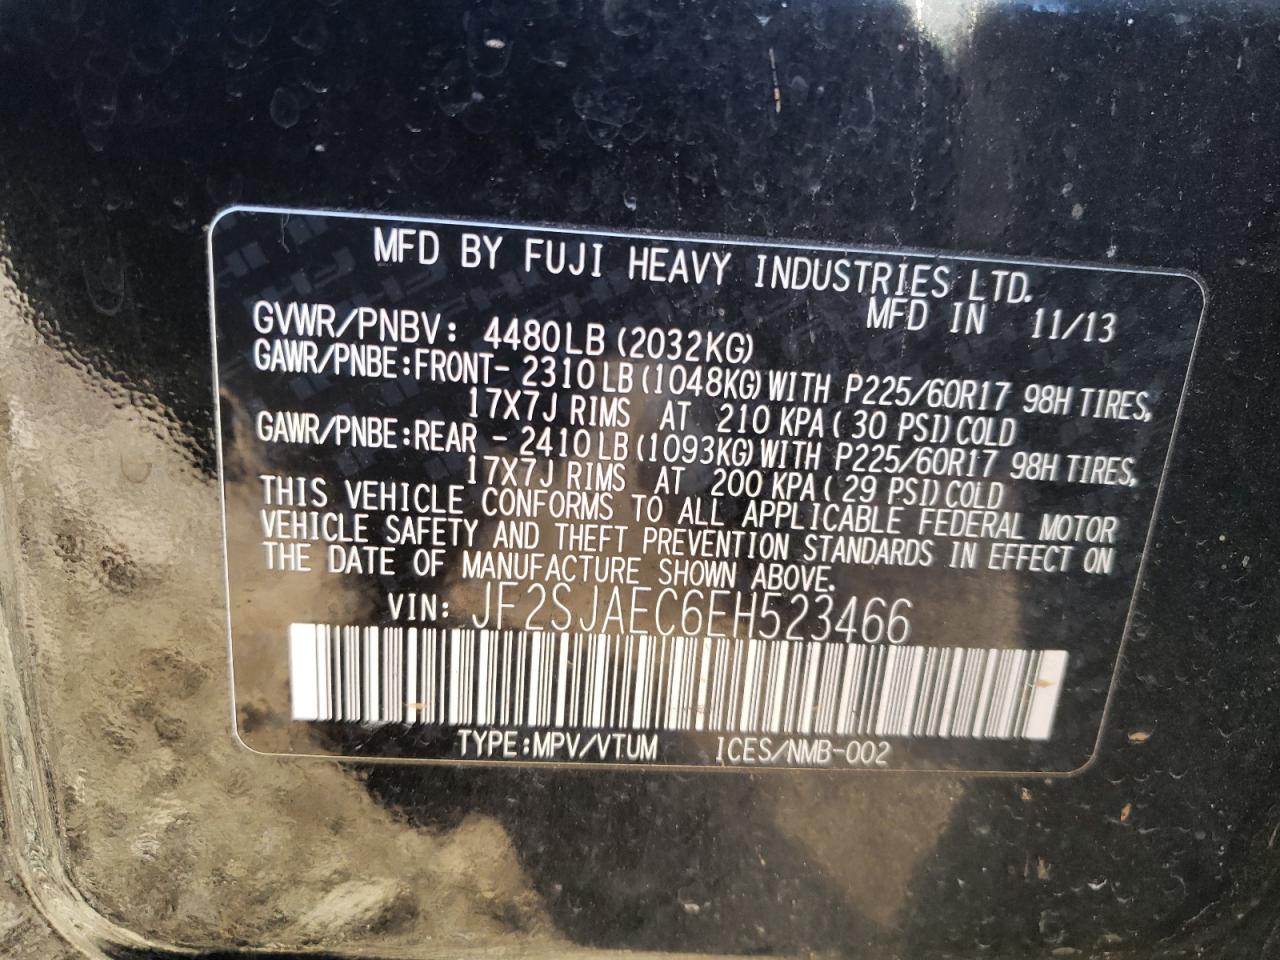 MFD BY FUJI HEAVY INDUSTRIES LTD.
MFD IN 11/13
GVWR/PNBV: 4480LB (2032KG)
GAWR/PNBE:FRONT- 2310 LB (1048KG) WITH P225/60R17 98H TIRES,
17X7J RIMS AT 210 KPA ( 30 PSI) COLD
GAWR/PNBE:REAR - 2410 LB (1093KG) WITH P225/60R17 98H TIRES,
17X7J RIMS AT 200 KPA ( 29 PSI) COLD
THIS VEHICLE CONFORMS TO ALL APPLICABLE FEDERAL MOTOR
VEHICLE SAFETY AND THEFT PREVENTION STANDARDS IN EFFECT ON
THE DATE OF MANUFACTURE SHOWN ABOVE.
VIN: JF2SJAEC6EH523466
TYPE:MPV/VTUM ICES/NMB-002